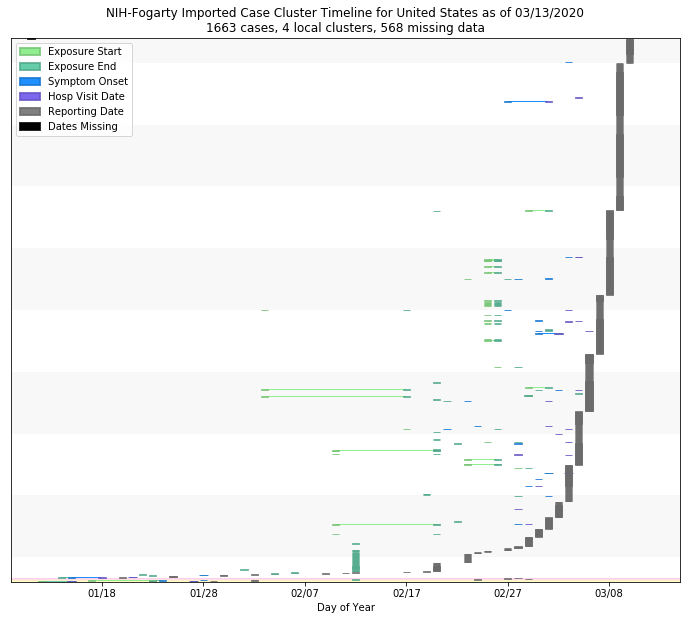 NIH-Fogarty Imported Case Cluster Timeline for United States as of 03/13/2020
1663 cases, 4 local clusters, 568 missing data
Exposure Start
Exposure End
Symptom Onset
Hosp Visit Date
Reporting Date
Dates Missing
01/18 01/28 02/07 02/17 02/27 03/08
Day of Year